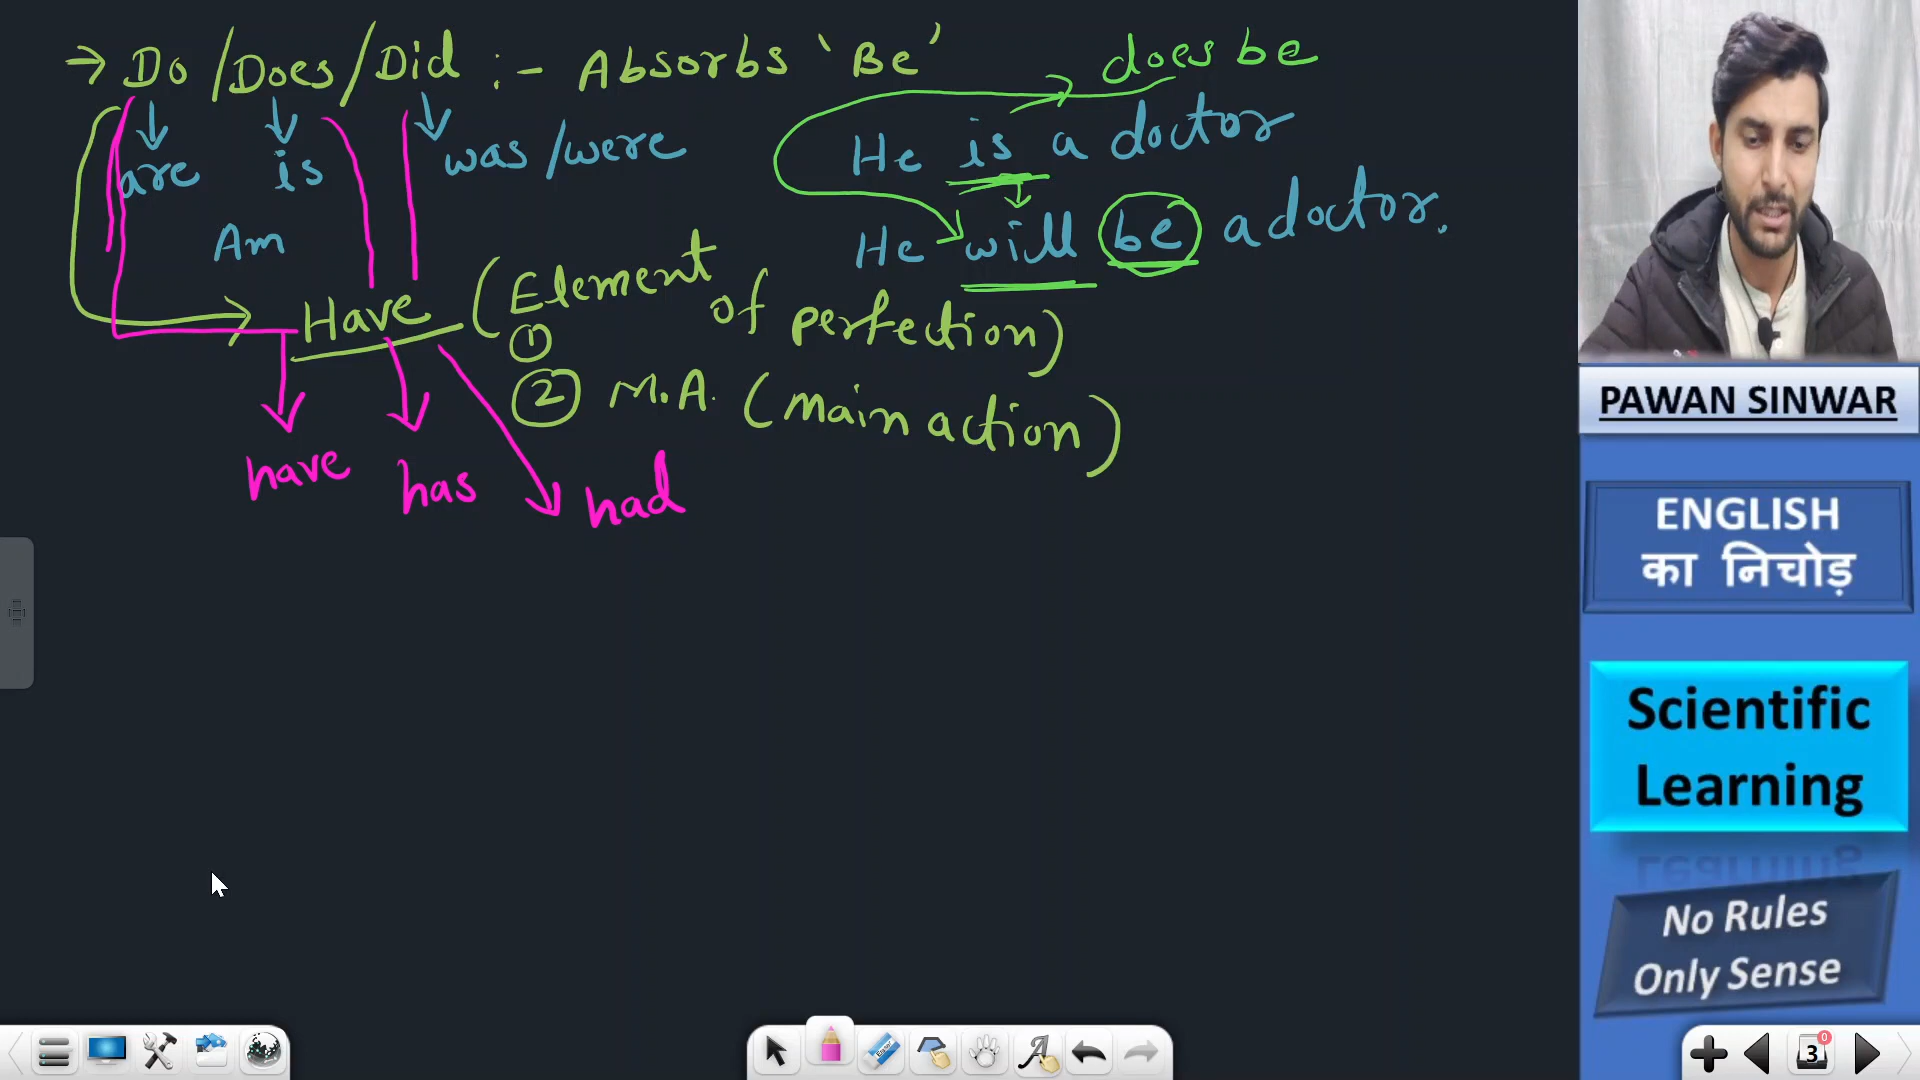 → Do /Does/Did :- Absorbs 'Be'
does be
are is was/were
Am
He is a doctor
He will be a doctor.
Have (Element of perfection)
①
② M.A. (main action)
have has had
PAWAN SINWAR
ENGLISH
का निचोड़
Scientific
Learning
No Rules
Only Sense
Eraser
A
3
0